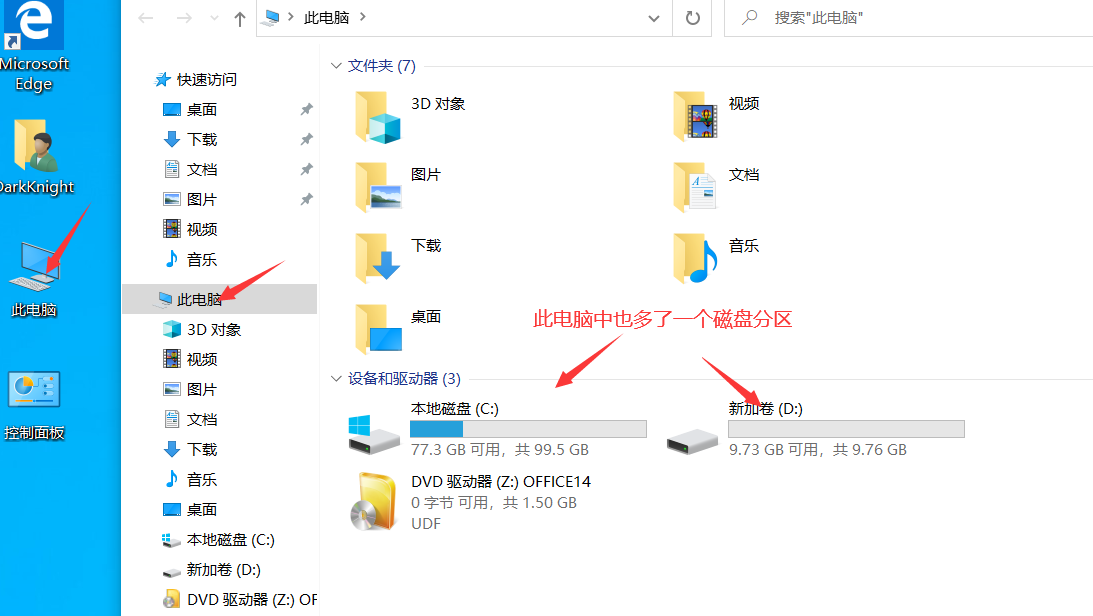 Microsoft
Edge
DarkKnight
此电脑
控制面板
此电脑
搜索"此电脑"
快速访问
桌面
下载
文档
图片
视频
音乐
此电脑
3D 对象
视频
图片
文档
下载
音乐
桌面
本地磁盘 (C:)
新加卷 (D:)
DVD 驱动器 (Z:) OF
文件夹 (7)
3D 对象
视频
图片
文档
下载
音乐
桌面
此电脑中也多了一个磁盘分区
设备和驱动器 (3)
本地磁盘 (C:)
77.3 GB 可用，共 99.5 GB
新加卷 (D:)
9.73 GB 可用，共 9.76 GB
DVD 驱动器 (Z:) OFFICE14
0 字节 可用，共 1.50 GB
UDF